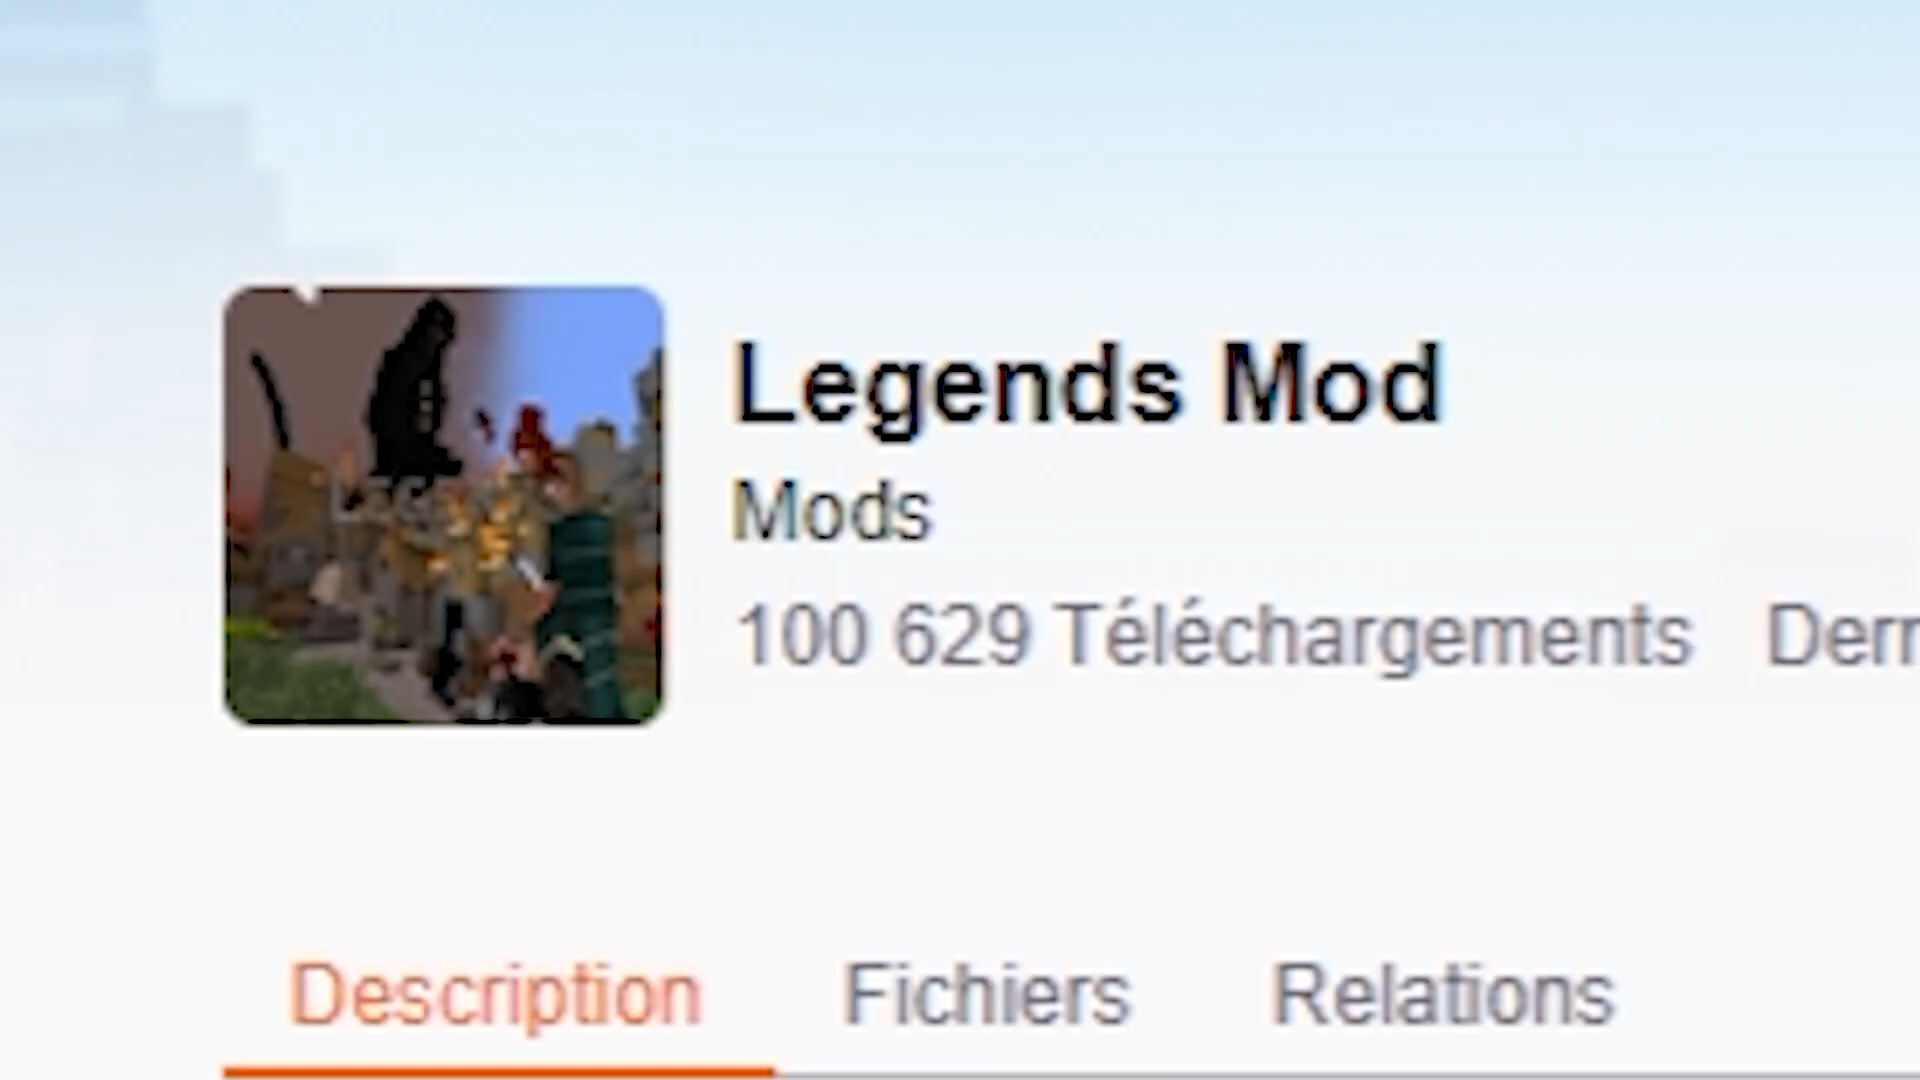 Legends Mod
Mods
100 629 Téléchargements
Description Fichiers Relations